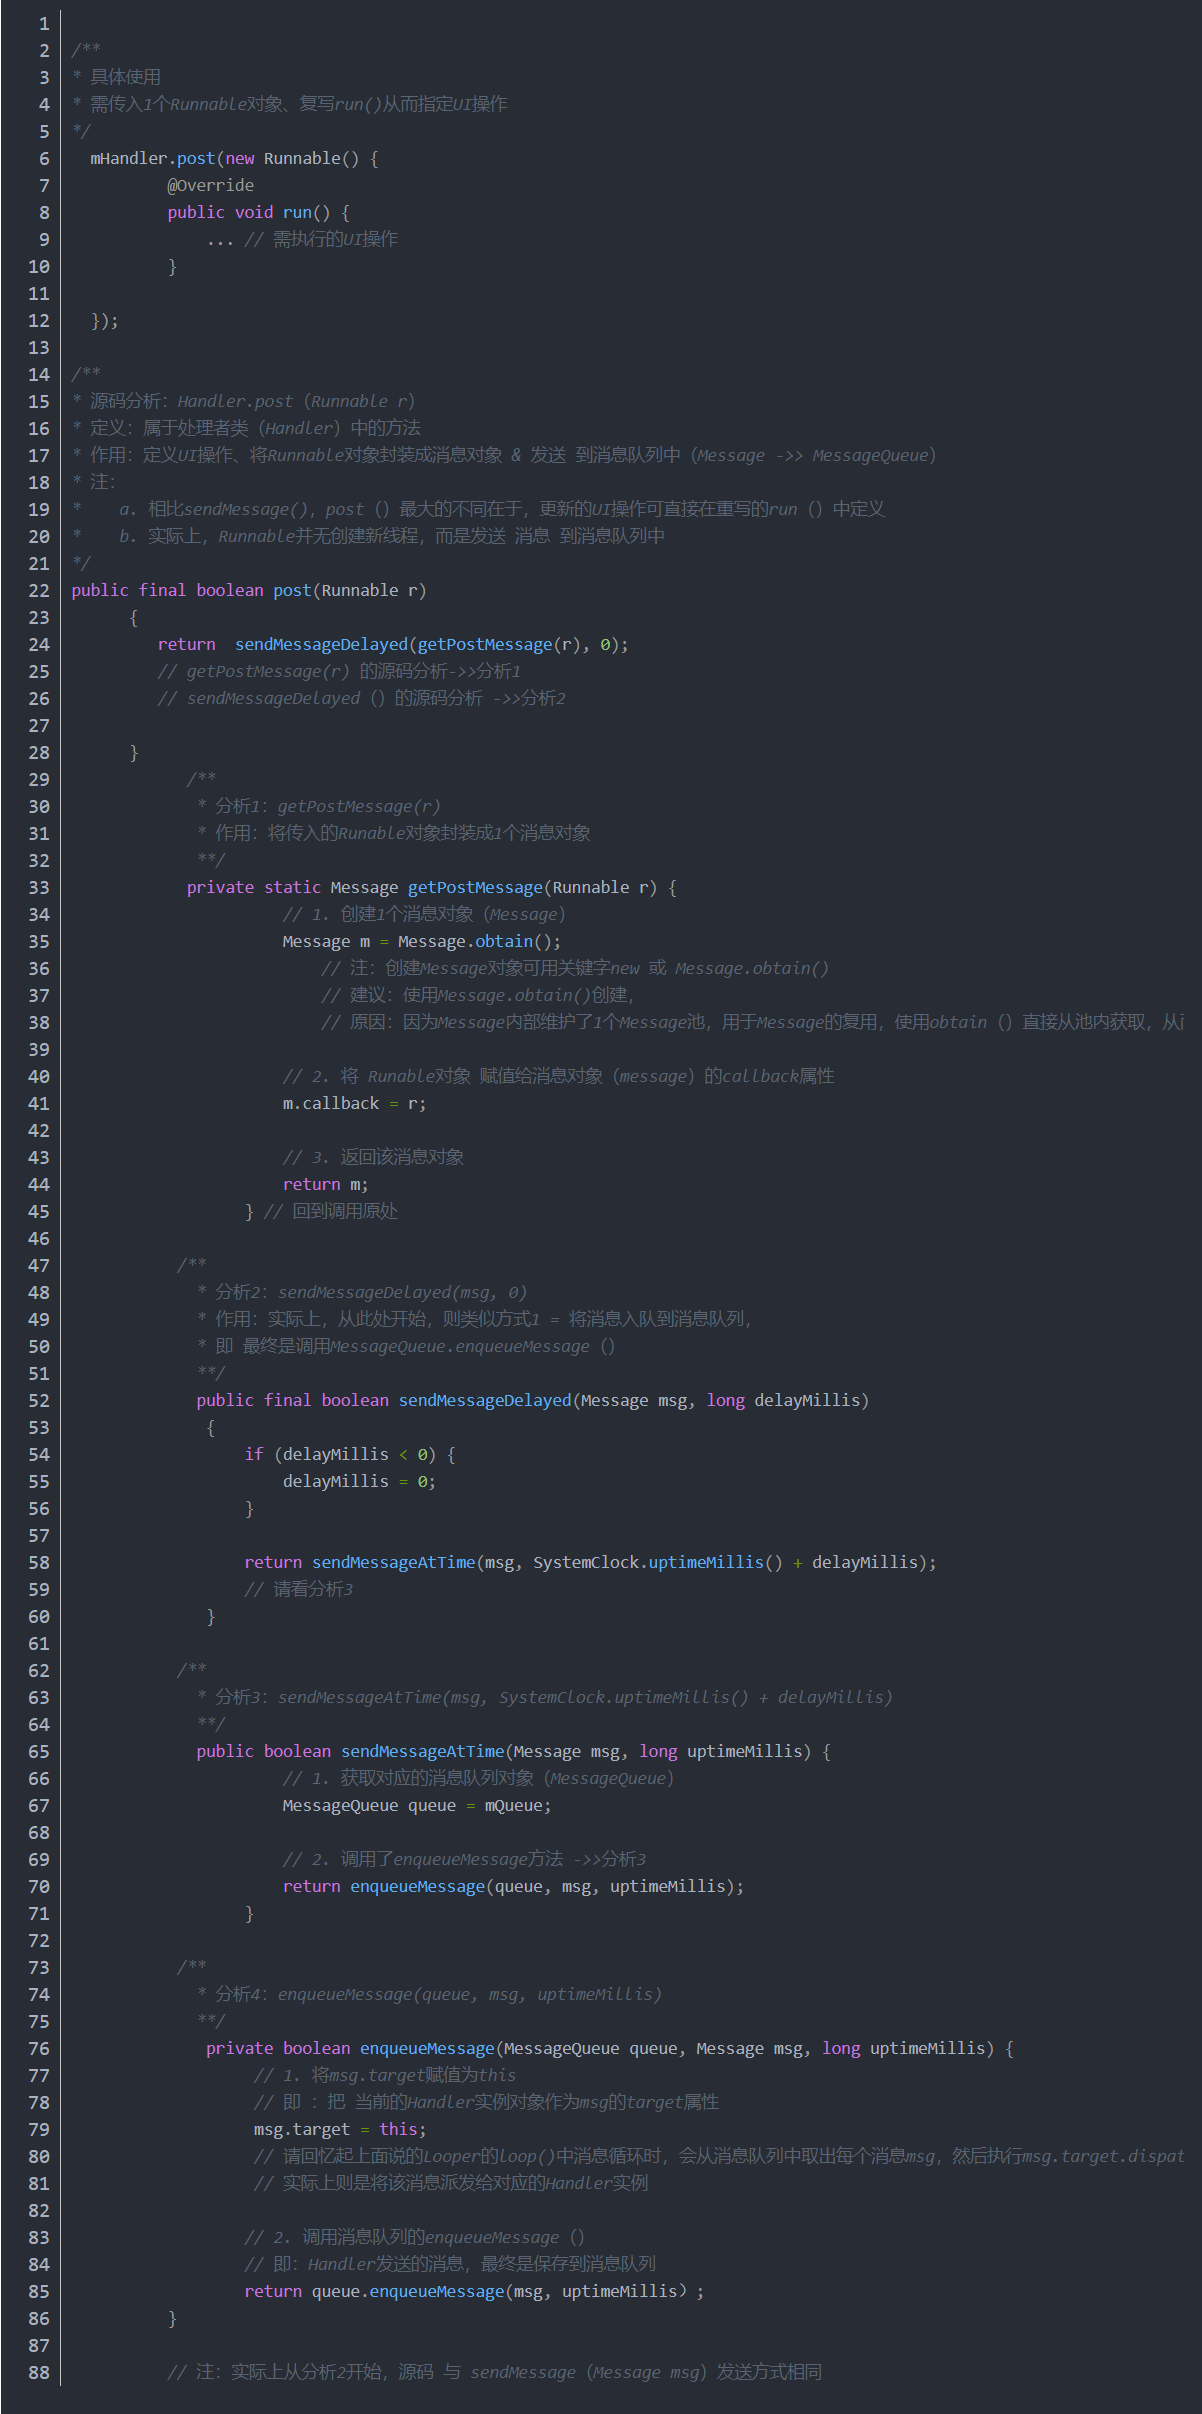 1
2 /**
3 * 具体使用
4 * 需传入1个Runnable对象、复写run()从而指定UI操作
5 */
6 mHandler.post(new Runnable() {
7 @Override
8 public void run() {
9 ... // 需执行的UI操作
10 }
11
12 });
13
14 /**
15 * 源码分析：Handler.post（Runnable r）
16 * 定义：属于处理者类（Handler）中的方法
17 * 作用：定义UI操作、将Runnable对象封装成消息对象 & 发送 到消息队列中（Message ->> MessageQueue）
18 * 注：
19 * a. 相比sendMessage()，post（）最大的不同在于，更新的UI操作可直接在重写的run（）中定义
20 * b. 实际上，Runnable并无创建新线程，而是发送 消息 到消息队列中
21 */
22 public final boolean post(Runnable r)
23 {
24 return  sendMessageDelayed(getPostMessage(r), 0);
25 // getPostMessage(r) 的源码分析->>分析1
26 // sendMessageDelayed（）的源码分析 ->>分析2
27
28 }
29 /**
30 * 分析1：getPostMessage(r)
31 * 作用：将传入的Runable对象封装成1个消息对象
32 **/
33 private static Message getPostMessage(Runnable r) {
34 // 1. 创建1个消息对象（Message）
35 Message m = Message.obtain();
36 // 注：创建Message对象可用关键字new 或 Message.obtain()
37 // 建议：使用Message.obtain()创建，
38 // 原因：因为Message内部维护了1个Message池，用于Message的复用，使用obtain（）直接从池内获取，从
39
40 // 2. 将 Runable对象 赋值给消息对象（message）的callback属性
41 m.callback = r;
42
43 // 3. 返回该消息对象
44 return m;
45 } // 回到调用原处
46
47 /**
48 * 分析2：sendMessageDelayed(msg, 0)
49 * 作用：实际上，从此处开始，则类似方式1 = 将消息入队到消息队列，
50 * 即 最终是调用MessageQueue.enqueueMessage（）
51 **/
52 public final boolean sendMessageDelayed(Message msg, long delayMillis)
53 {
54 if (delayMillis < 0) {
55 delayMillis = 0;
56 }
57
58 return sendMessageAtTime(msg, SystemClock.uptimeMillis() + delayMillis);
59 // 请看分析3
60 }
61
62 /**
63 * 分析3：sendMessageAtTime(msg, SystemClock.uptimeMillis() + delayMillis)
64 **/
65 public boolean sendMessageAtTime(Message msg, long uptimeMillis) {
66 // 1. 获取对应的消息队列对象（MessageQueue）
67 MessageQueue queue = mQueue;
68
69 // 2. 调用了enqueueMessage方法 ->>分析3
70 return enqueueMessage(queue, msg, uptimeMillis);
71 }
72
73 /**
74 * 分析4：enqueueMessage(queue, msg, uptimeMillis)
75 **/
76 private boolean enqueueMessage(MessageQueue queue, Message msg, long uptimeMillis) {
77 // 1. 将msg.target赋值为this
78 // 即 ：把 当前的Handler实例对象作为msg的target属性
79 msg.target = this;
80 // 请回忆起上面说的Looper的loop()中消息循环时，会从消息队列中取出每个消息msg，然后执行msg.target.dispat
81 // 实际上则是将该消息派发给对应的Handler实例
82
83 // 2. 调用消息队列的enqueueMessage（）
84 // 即：Handler发送的消息，最终是保存到消息队列
85 return queue.enqueueMessage(msg, uptimeMillis）;
86 }
87
88 // 注：实际上从分析2开始，源码 与 sendMessage（Message msg）发送方式相同